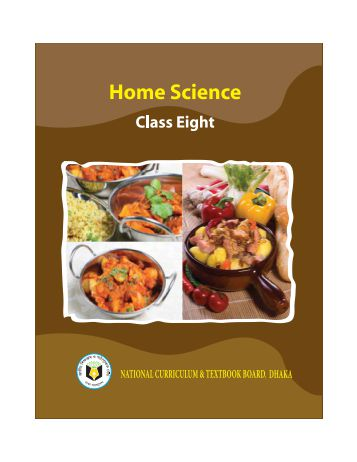 Home Science
Class Eight
NATIONAL CURRICULUM & TEXTBOOK BOARD, DHAKA